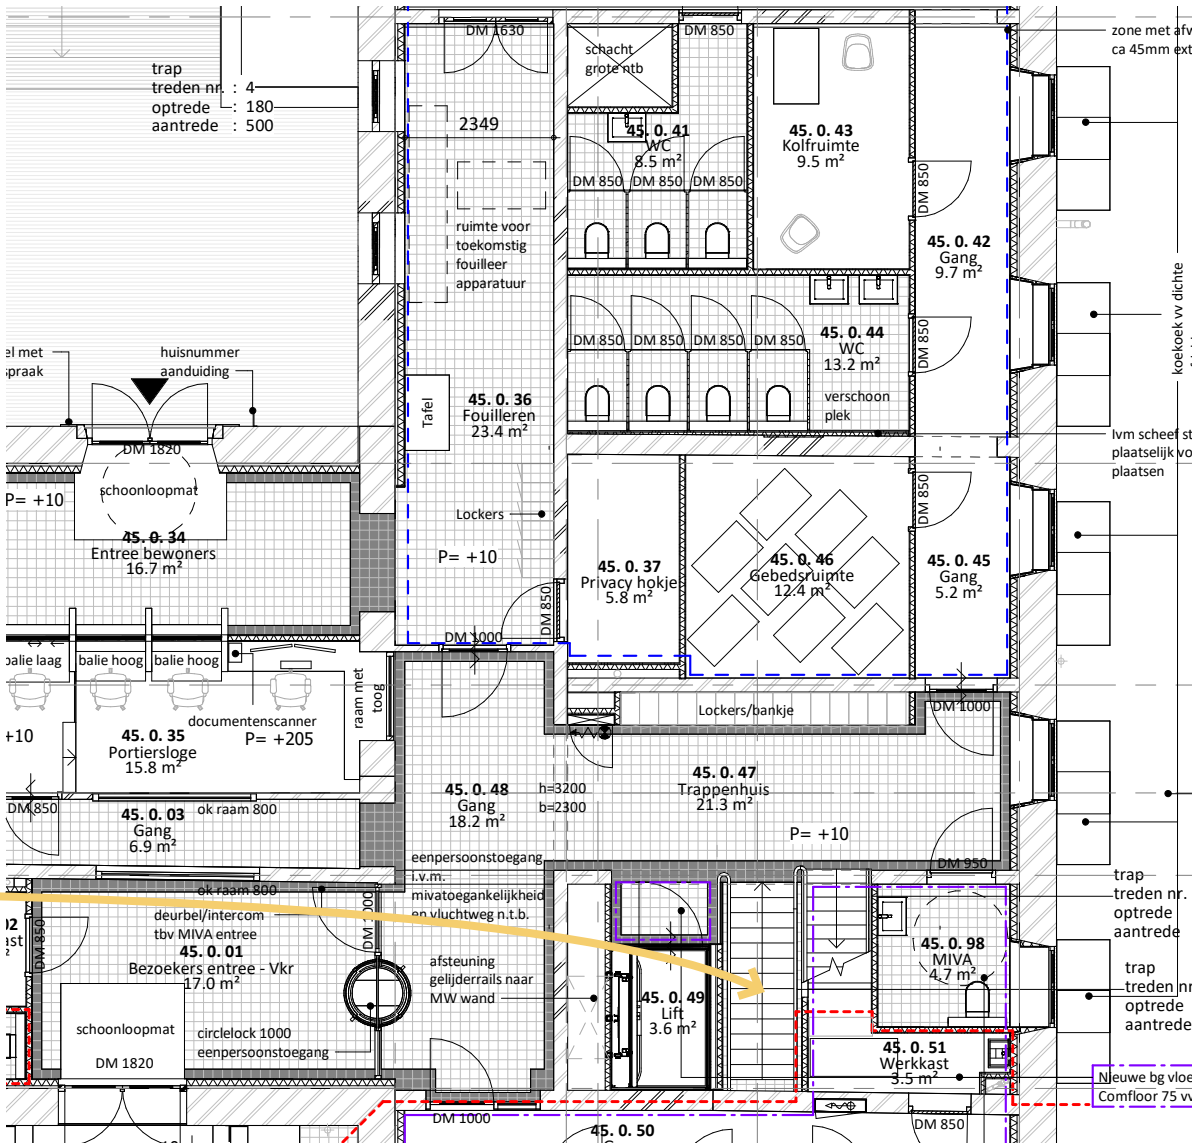 DM 1630
DM 850
zone met afv
ca 45mm ext
schacht
grote ntb
trap
treden nr. : 4
optrede : 180
aantrede : 500
2349
45. 0. 41
WC
8.5 m²
45. 0. 43
Kolfruimte
9.5 m²
DM 850
DM 850
DM 850
DM 850
ruimte voor
toekomstig
fouilleer
apparatuur
45. 0. 42
Gang
9.7 m²
koekoek vv dichte
el met
spraak
huisnummer
aanduiding
DM 850
DM 850
DM 850
DM 850
DM 850
45. 0. 44
WC
13.2 m²
verschoon
plek
Tafel
45. 0. 36
Fouilleren
23.4 m²
DM 1820
lvm scheef st
plaatselijk vo
plaatsen
P= +10
schoonloopmat
45. 0. 34
Entree bewoners
16.7 m²
Lockers
P= +10
DM 850
45. 0. 37
Privacy hokje
5.8 m²
45. 0. 46
Gebedsruimte
12.4 m²
45. 0. 45
Gang
5.2 m²
DM 850
DM 1000
balie laag
balie hoog
balie hoog
raam met
toog
documentenscanner
P= +205
+10
45. 0. 35
Portiersloge
15.8 m²
Lockers/bankje
DM 1000
45. 0. 47
Trappenhuis
21.3 m²
45. 0. 48
Gang
18.2 m²
h=3200
b=2300
P= +10
DM 850
ok raam 800
45. 0. 03
Gang
6.9 m²
eenpersoonstoegang
i.v.m.
mivatoegankelijkheid
en vluchtweg n.t.b.
DM 950
ok raam 800
deurbel/intercom
tbv MIVA entree
DM 1000
DM 850
02
ast
45. 0. 01
Bezoekers entree - Vkr
17.0 m²
afsteuning
gelijderrails naar
MW wand
45. 0. 98
MIVA
4.7 m²
trap
treden nr.
optrede
aantrede
trap
treden nr
optrede
aantrede
45. 0. 49
Lift
3.6 m²
schoonloopmat
DM 1820
circlelock 1000
eenpersoonstoegang
45. 0. 51
Werkkast
3.5 m²
Nieuwe bg vloe
Comfloor 75 vv
DM 1000
45. 0. 50
DM 850